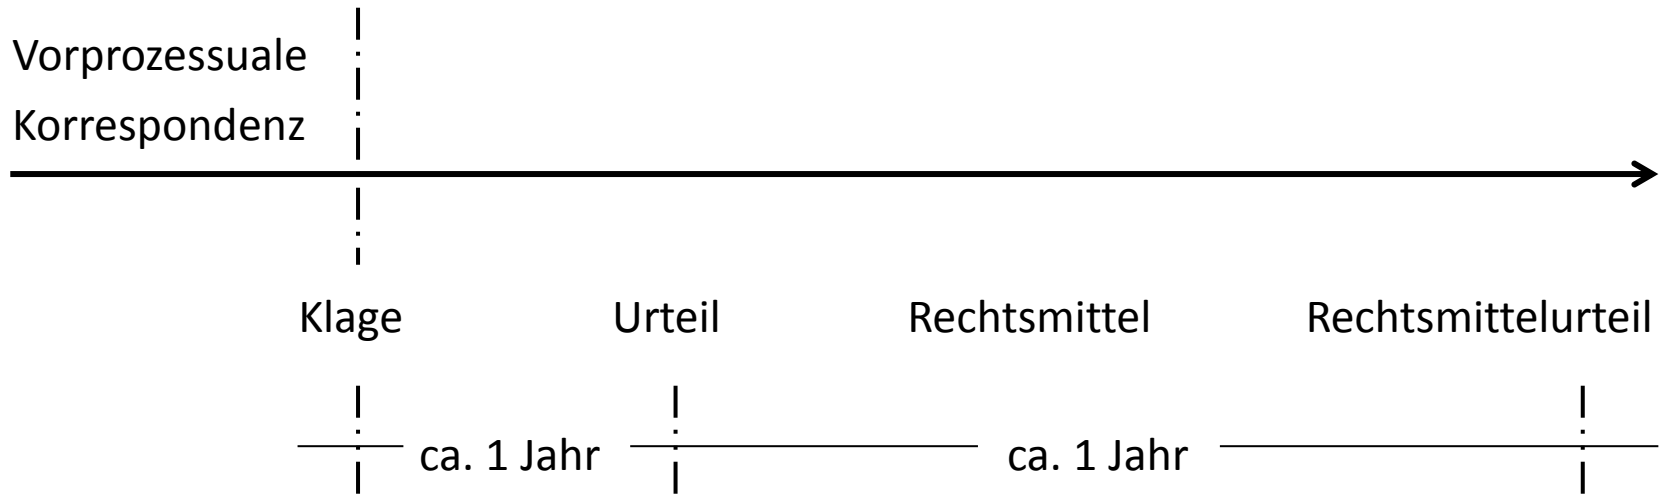 Vorprozessuale
Korrespondenz
Klage Urteil Rechtsmittel Rechtsmittelurteil
ca. 1 Jahr ca. 1 Jahr